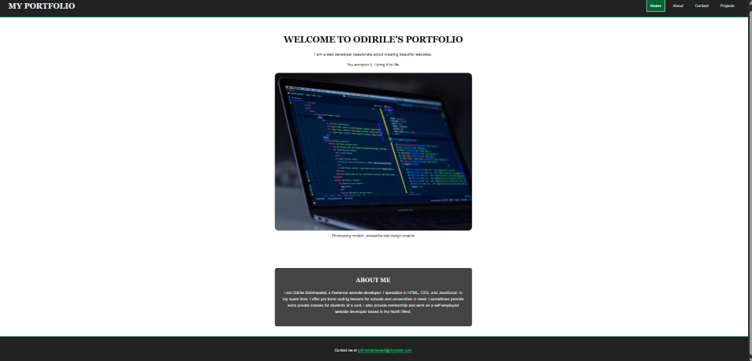 MY PORTFOLIO
Home About Contact Projects
WELCOME TO ODIRILE'S PORTFOLIO
I am a web developer passionate about creating beautiful websites.
You envision it, I bring it to life.
Showcasing modern, accessible web design projects
ABOUT ME
I am Odirile a freelance website developer. I specialize in HTML, CSS, and JavaScript. In
my spare time, I offer pro bono coding lessons for schools and universities in need. I sometimes provide
extra private classes for students at a cost. I also provide mentorship and work as a self-employed
website developer based in the North West.
Contact me at